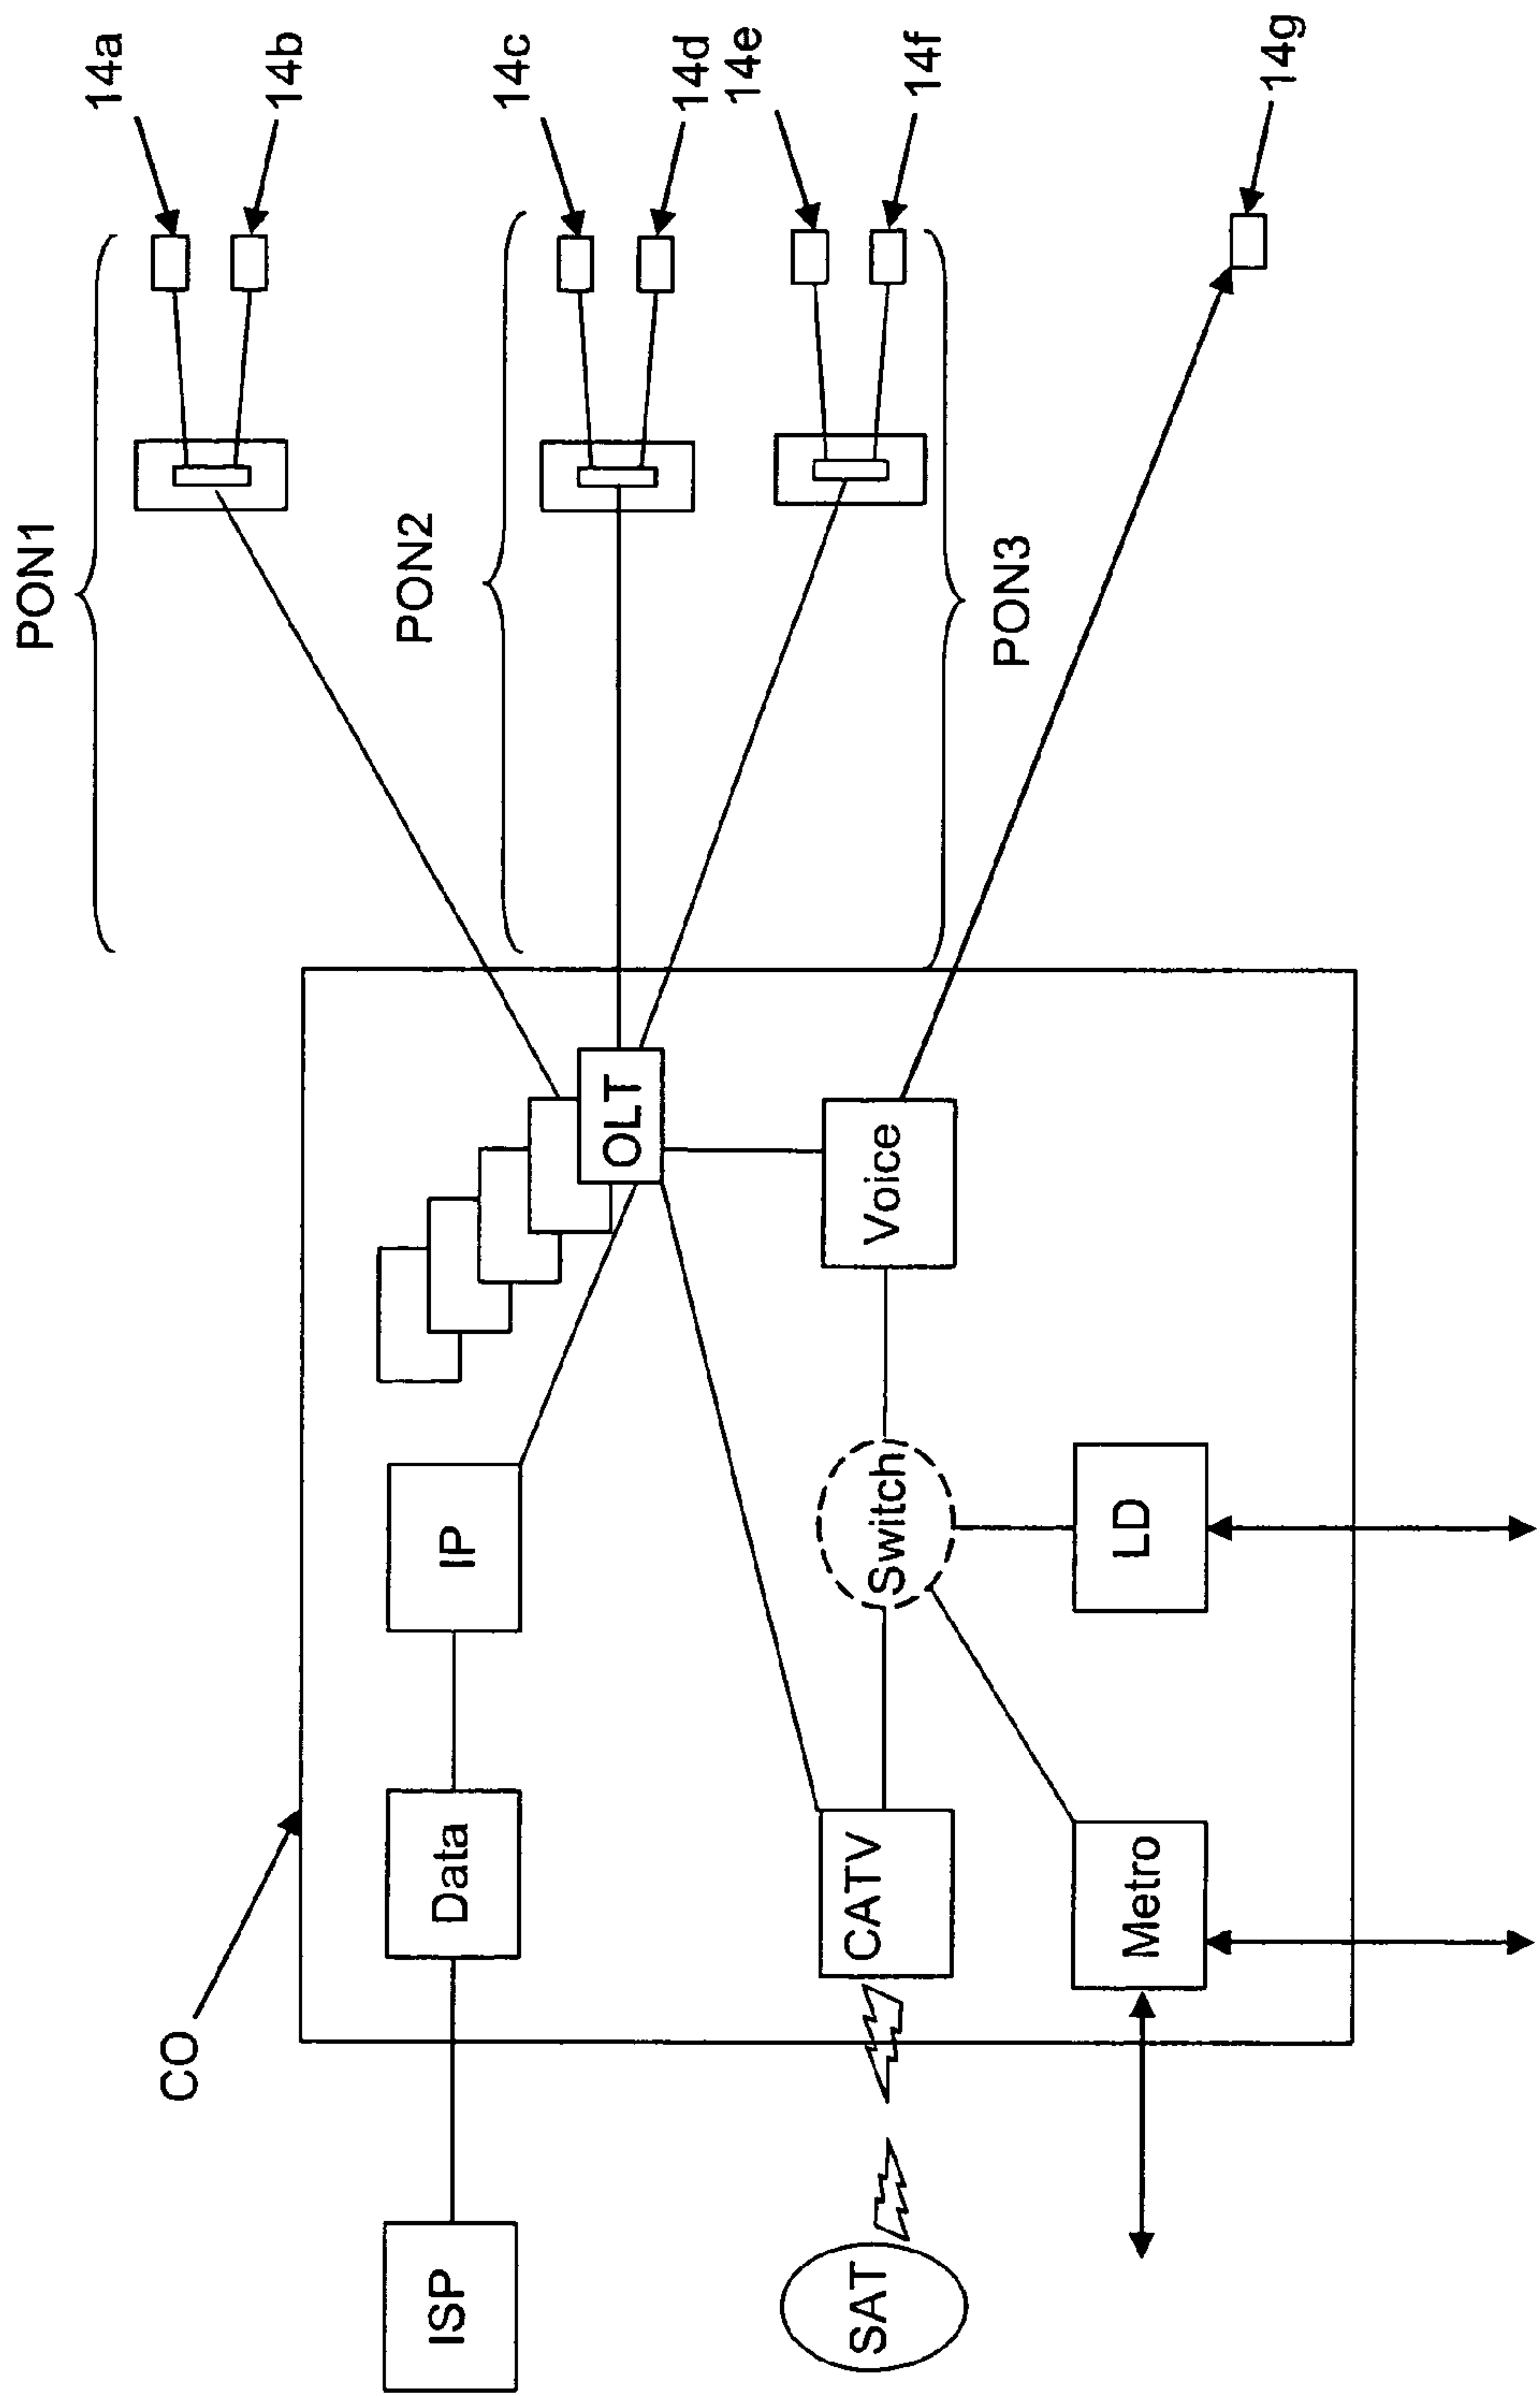 PON1
14a
14b
PON2
14c
14d
14e
14f
PON3
14g
CO
OLT
IP
Data
ISP
Voice
Switch
CATV
SAT
LD
Metro